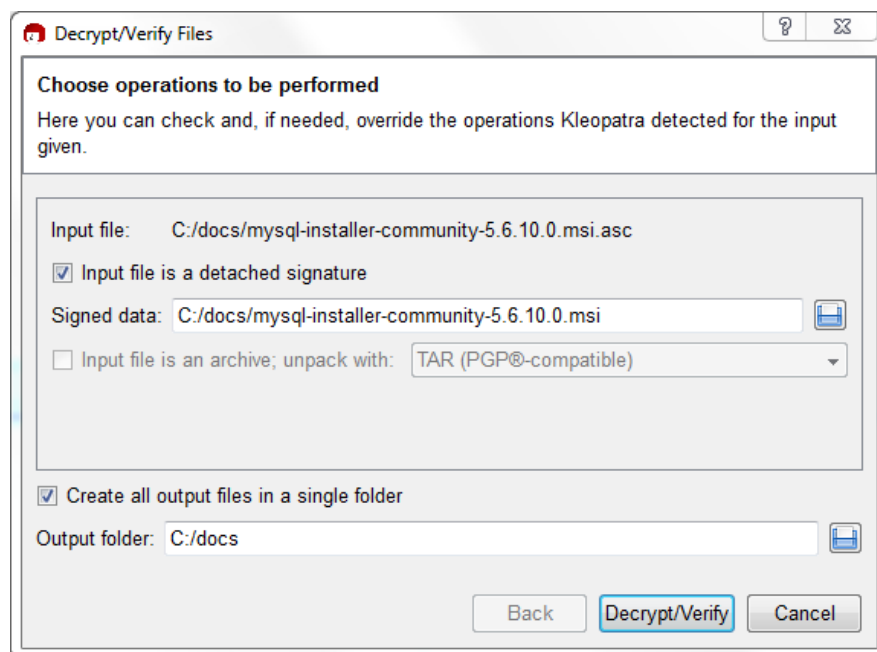 Decrypt/Verify Files
Choose operations to be performed
Here you can check and, if needed, override the operations Kleopatra detected for the input
given.
Input file: C:/docs/mysql-installer-community-5.6.10.0.msi.asc
Input file is a detached signature
Signed data: C:/docs/mysql-installer-community-5.6.10.0.msi
Input file is an archive; unpack with: TAR (PGP®-compatible)
Create all output files in a single folder
Output folder: C:/docs
Back Decrypt/Verify Cancel